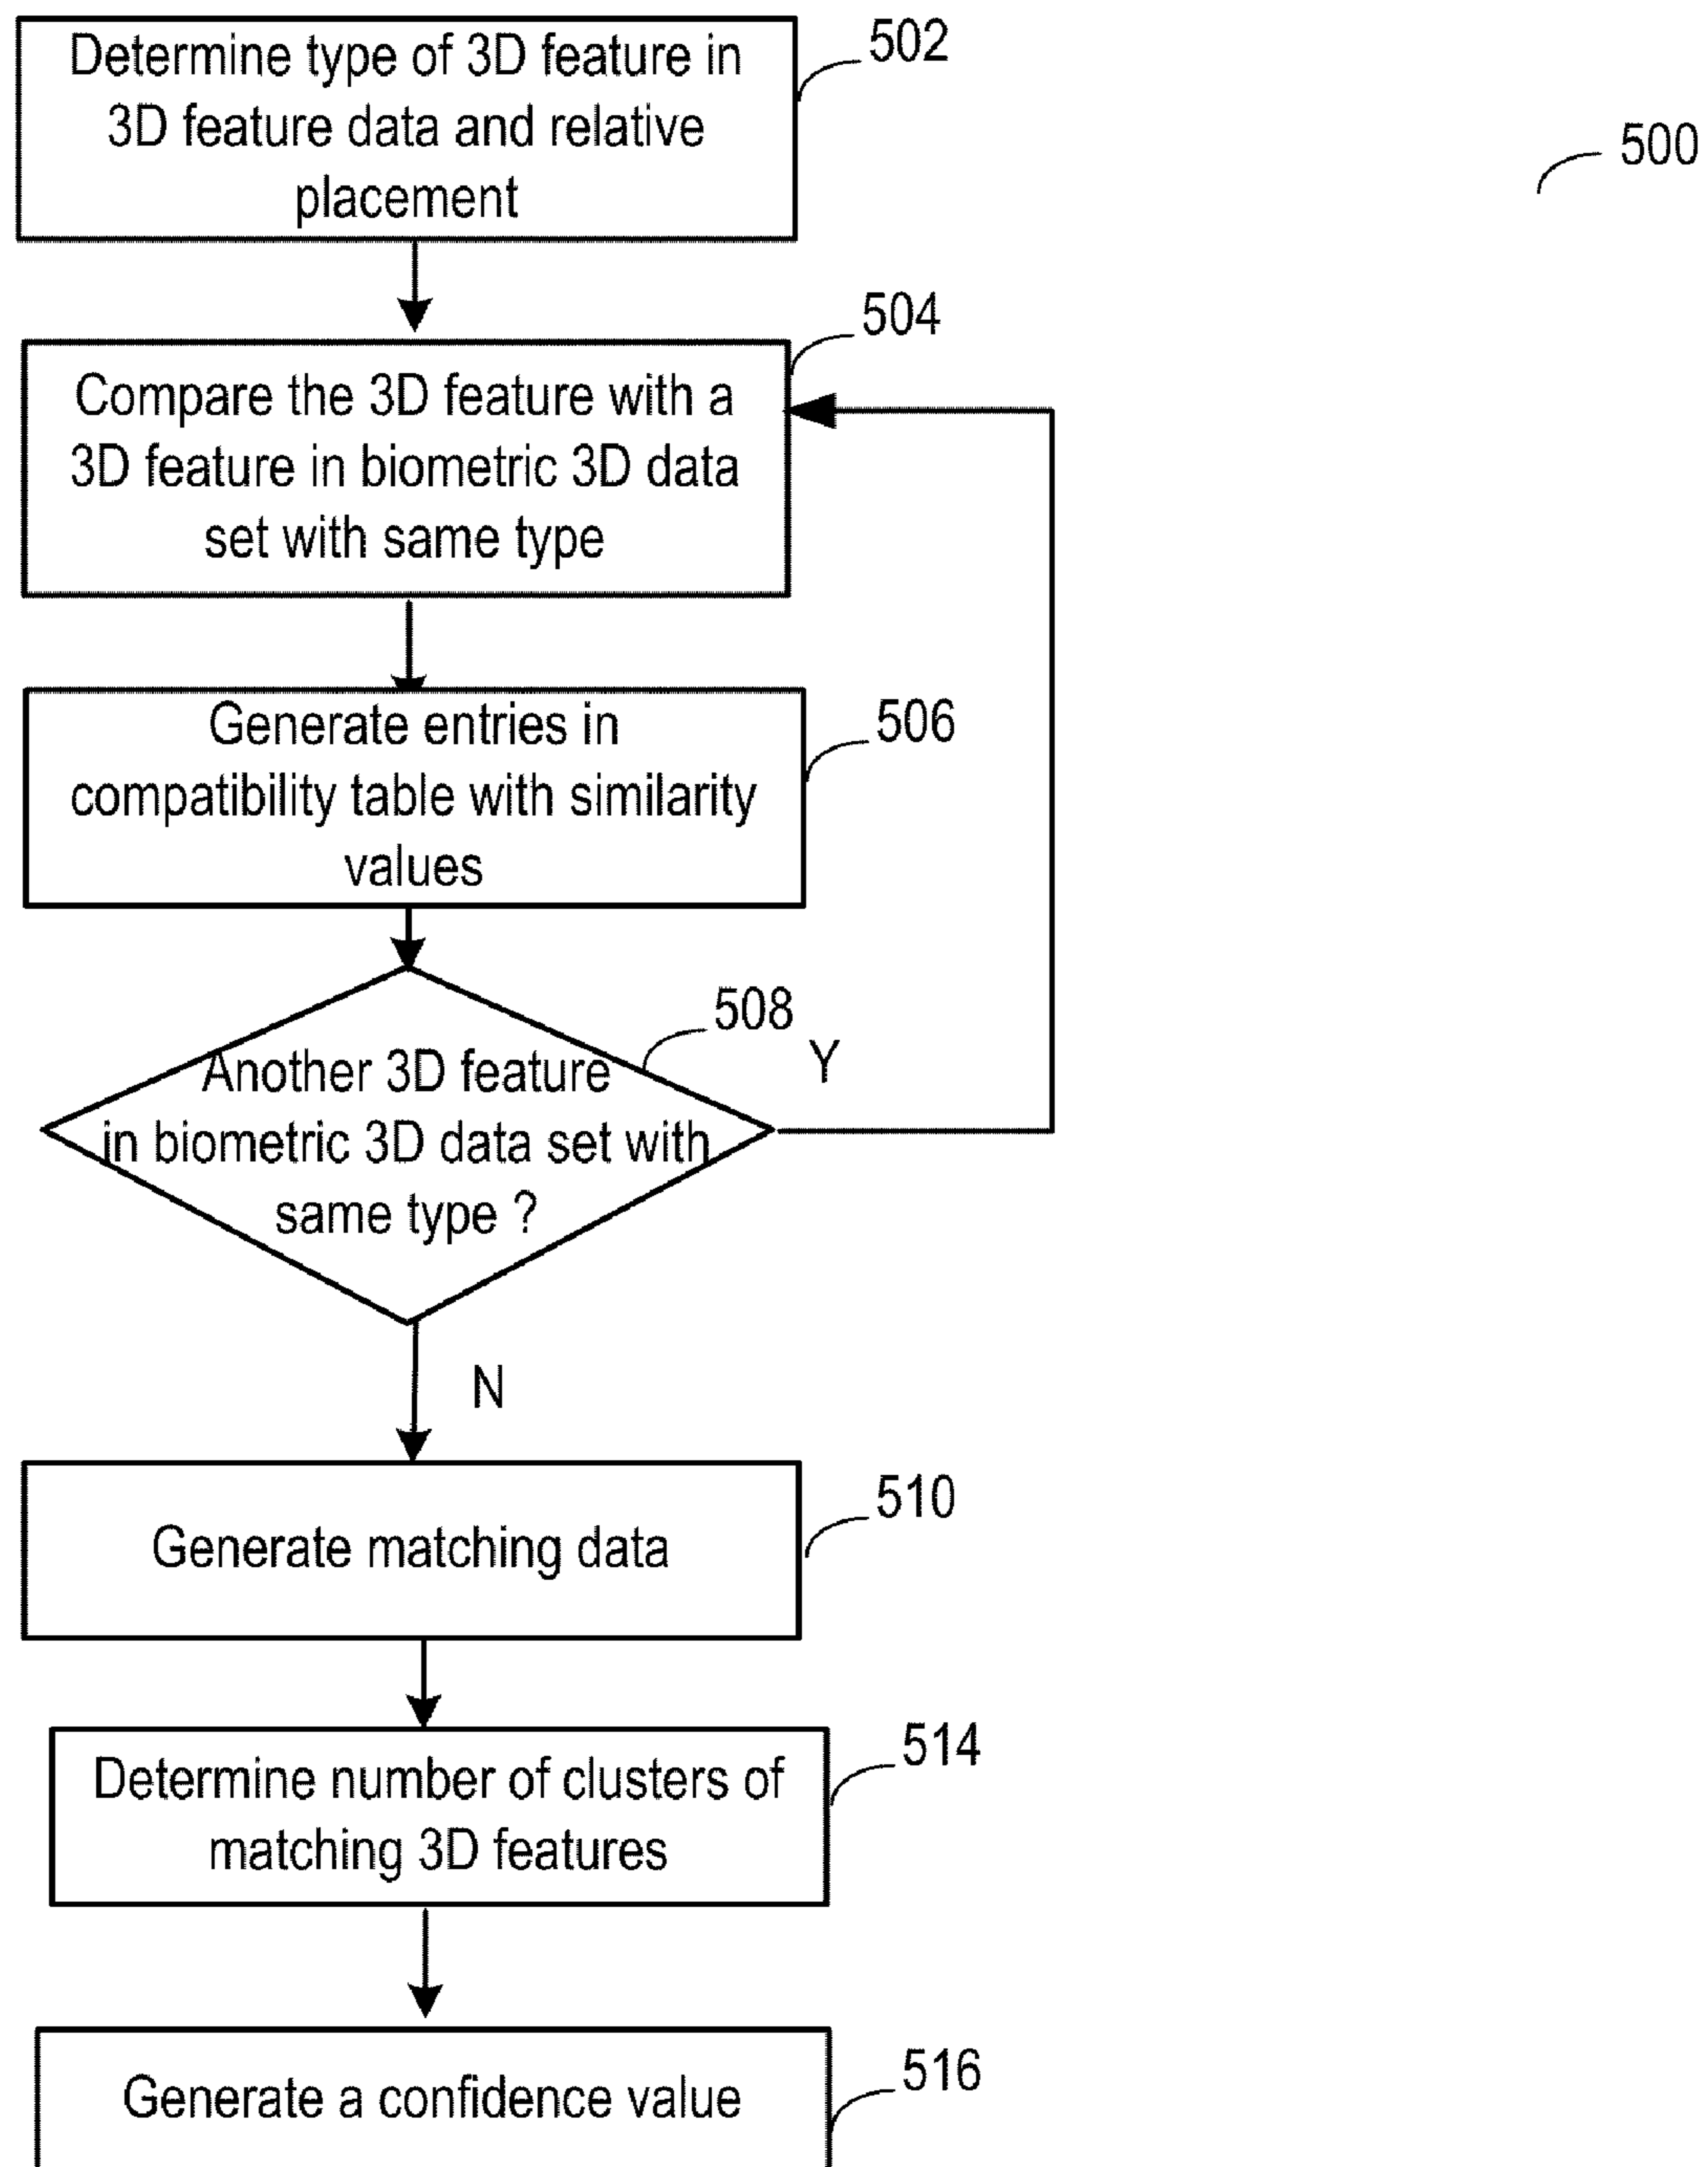 Determine type of 3D feature in
3D feature data and relative
placement
502
500
Compare the 3D feature with a
3D feature in biometric 3D data
set with same type
504
Generate entries in
compatibility table with similarity
values
506
Another 3D feature
in biometric 3D data set with
same type ?
508
Y
N
Generate matching data
510
Determine number of clusters of
matching 3D features
514
Generate a confidence value
516